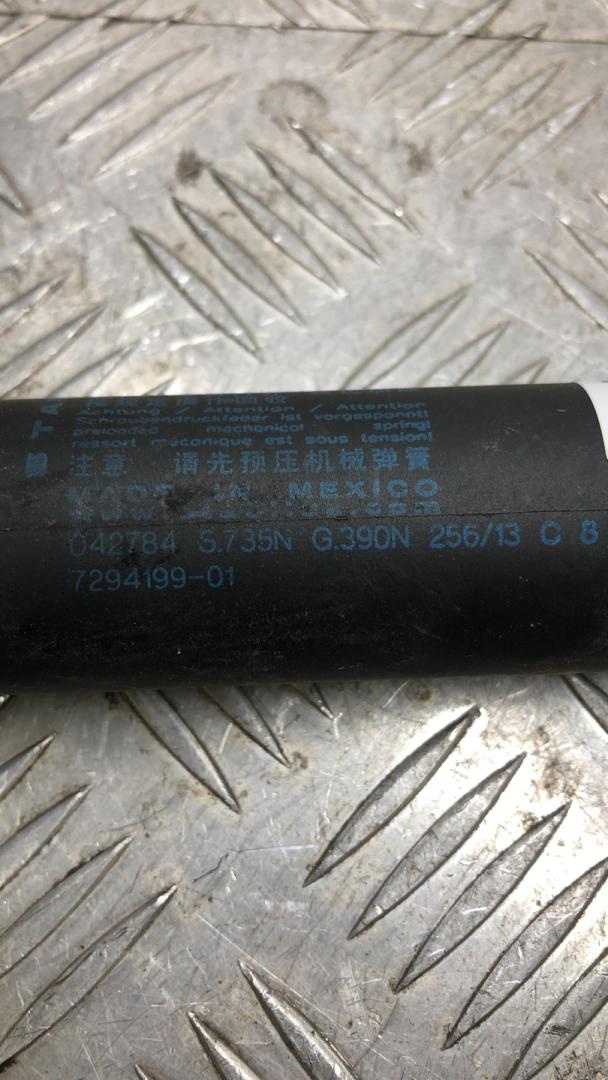 Achtung / Attention / Attention
Schraubendruckfeder ist vorgespannt!
preloaded mechanical spring!
ressort mécanique est sous tension!
注意 请先预压机械弹簧
MADE IN MEXICO
042784 S.735N G.390N 256/13 C 8
7294199-01